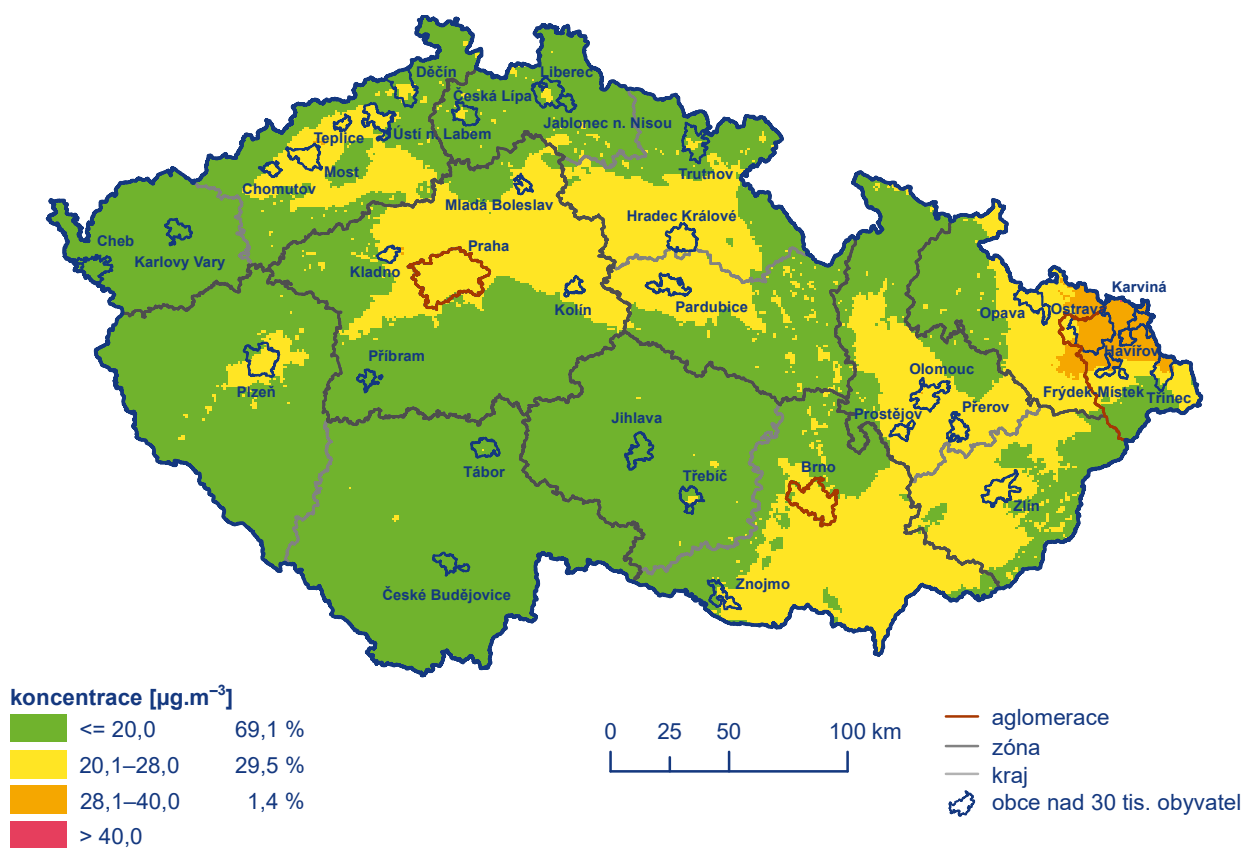 Děčín
Liberec
Česká Lípa
Jablonec n. Nisou
Ústí n. Labem
Teplice
Most
Chomutov
Trutnov
Mladá Boleslav
Hradec Králové
Cheb
Karlovy Vary
Praha
Kladno
Kolín
Pardubice
Karviná
Opava
Ostrava
Havířov
Příbram
Plzeň
Olomouc
Frýdek Místek
Třinec
Prostějov
Přerov
Jihlava
Tábor
Třebíč
Brno
Zlín
Znojmo
České Budějovice
koncentrace [µg.m⁻³]
<= 20,0 69,1 %
20,1–28,0 29,5 %
28,1–40,0 1,4 %
> 40,0
0 25 50 100 km
aglomerace
zóna
kraj
obce nad 30 tis. obyvatel